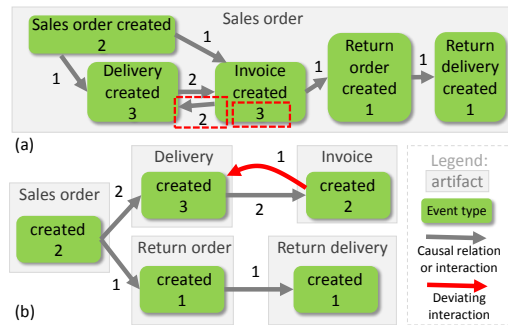 Sales order
Sales order created
2
1
1
Delivery
created
3
2
2
Invoice
created
3
1
Return
order
created
1
1
Return
delivery
created
1
(a)
Sales order
created
2
2
1
Delivery
created
3
1
2
Invoice
created
2
Return order
created
1
1
Return delivery
created
1
(b)
Legend:
artifact
Event type
Causal relation
or interaction
Deviating
interaction